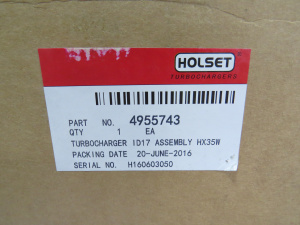 HOLSET
TURBOCHARGERS
PART NO. 4955743
QTY 1 EA
TURBOCHARGER ID17 ASSEMBLY HX35W
PACKING DATE 20-JUNE-2016
SERIAL NO. H160603050